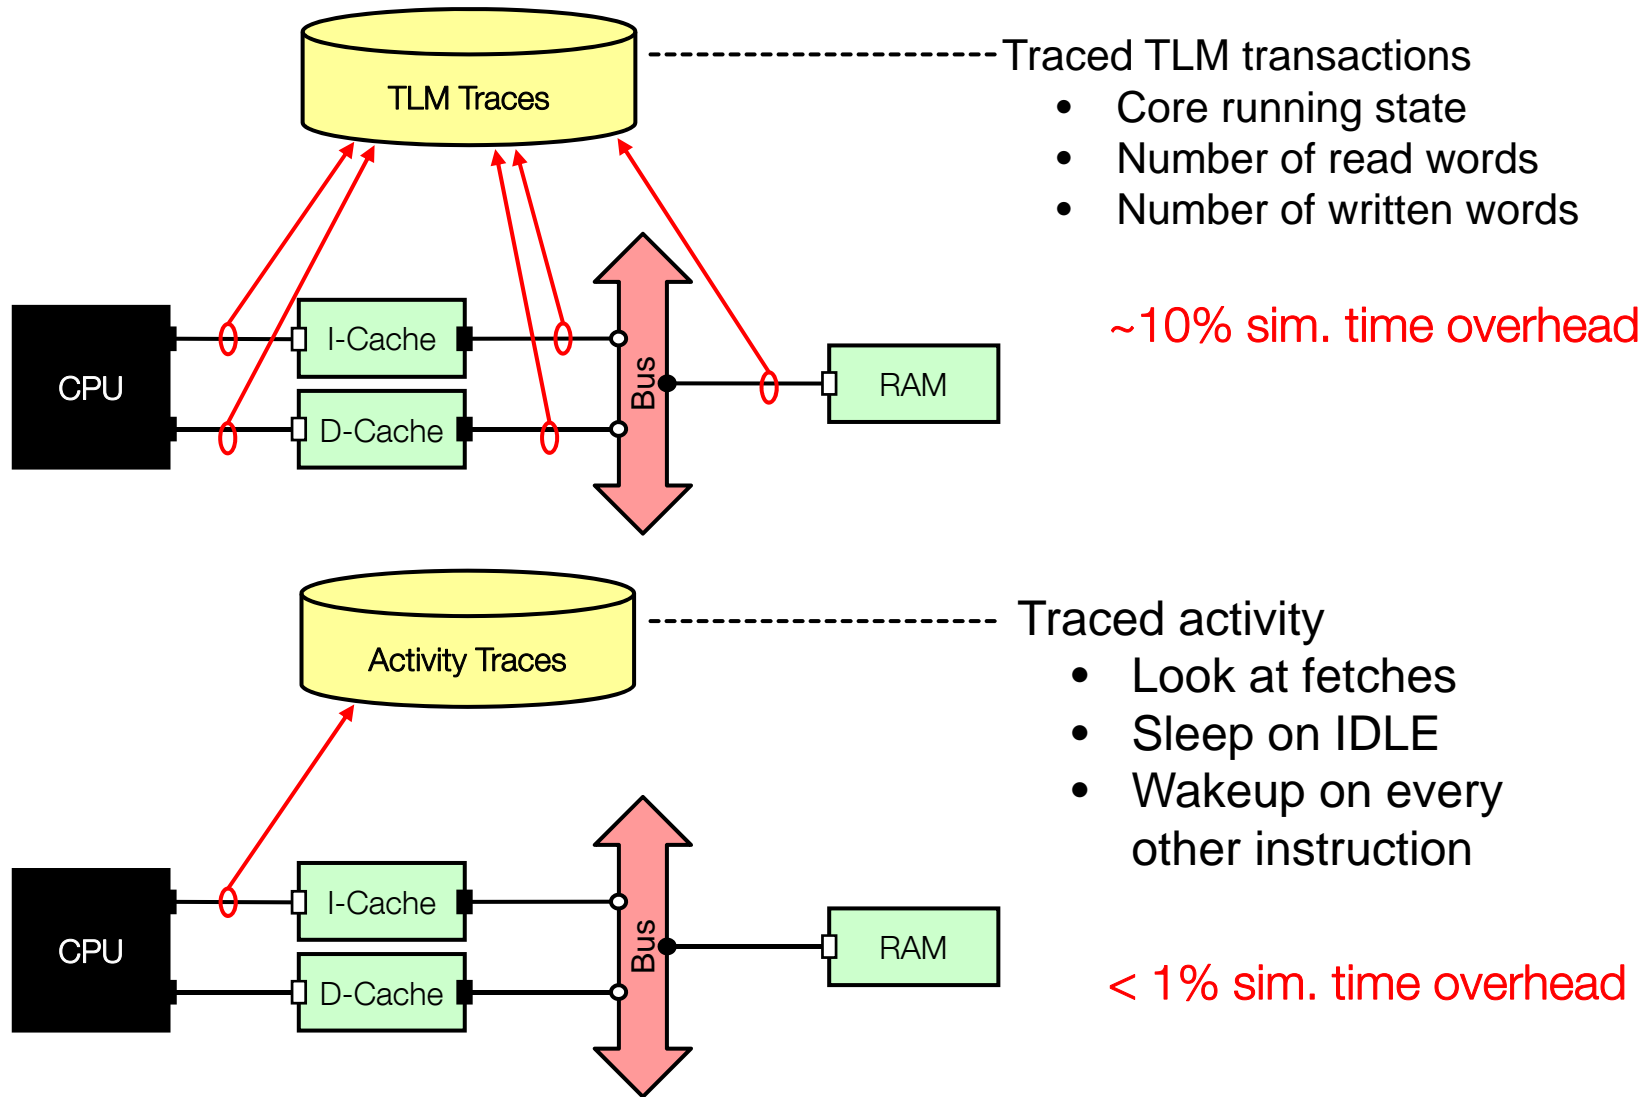 TLM Traces
Traced TLM transactions
• Core running state
• Number of read words
• Number of written words
~10% sim. time overhead
CPU
I-Cache
D-Cache
Bus
RAM
Activity Traces
Traced activity
• Look at fetches
• Sleep on IDLE
• Wakeup on every
other instruction
CPU
I-Cache
D-Cache
Bus
RAM
< 1% sim. time overhead